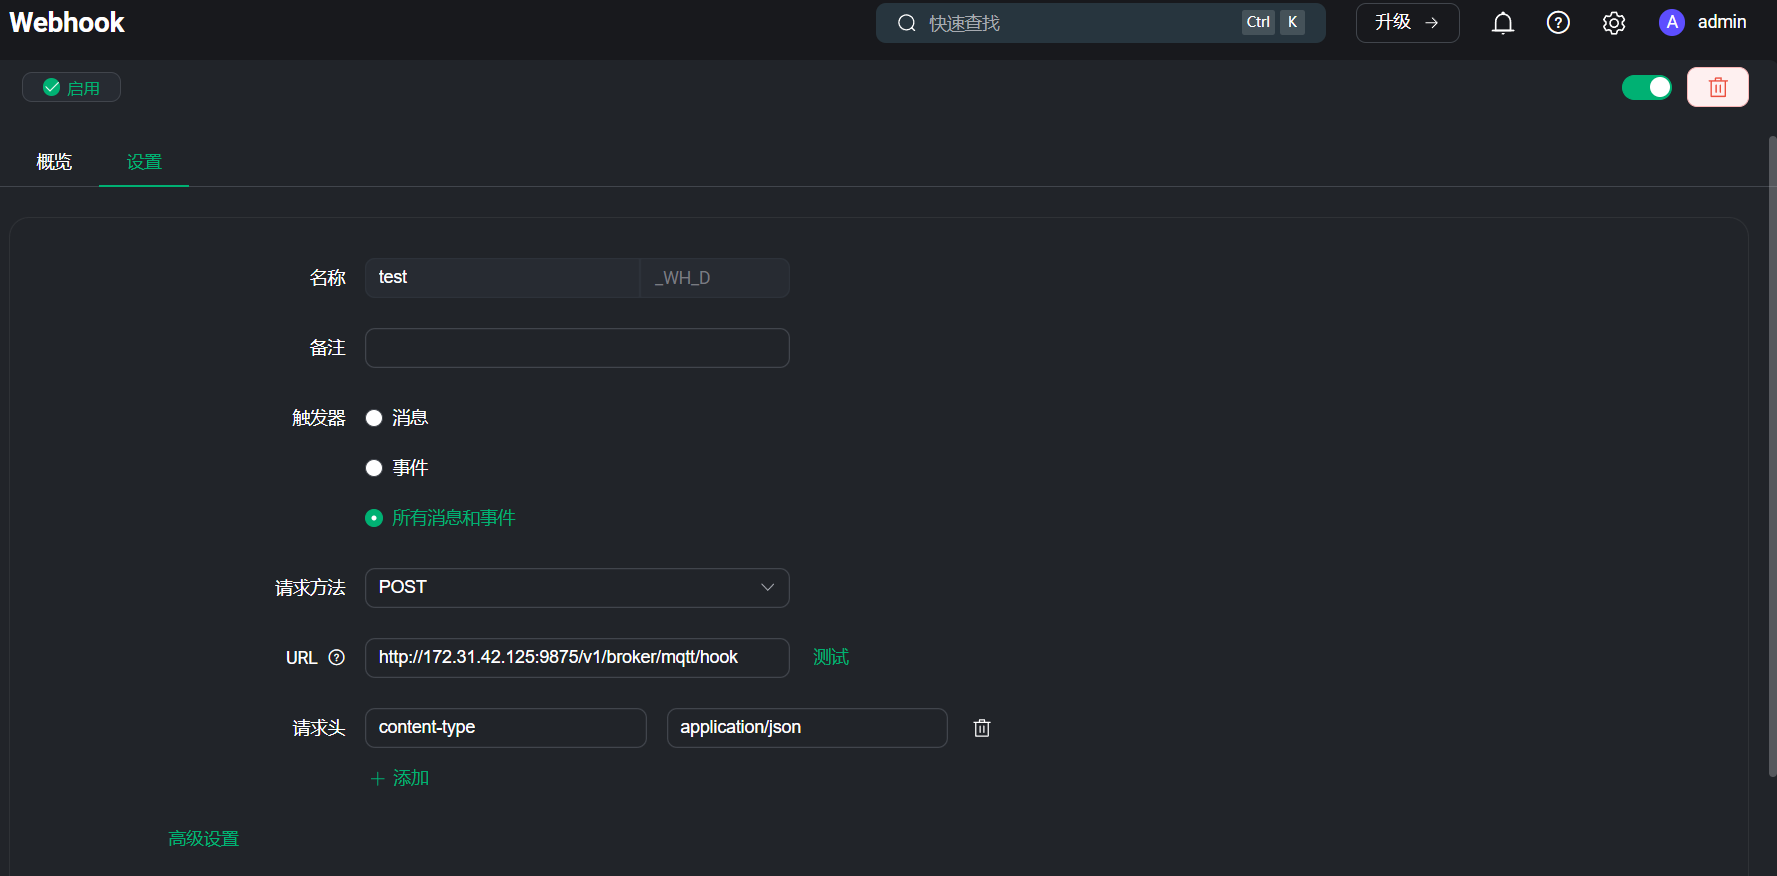 Webhook
快速查找
Ctrl K
升级 →
A admin
启用
概览 设置
名称 test _WH_D
备注
触发器 消息
事件
所有消息和事件
请求方法 POST
URL http://172.31.42.125:9875/v1/broker/mqtt/hook 测试
请求头 content-type application/json
+ 添加
高级设置